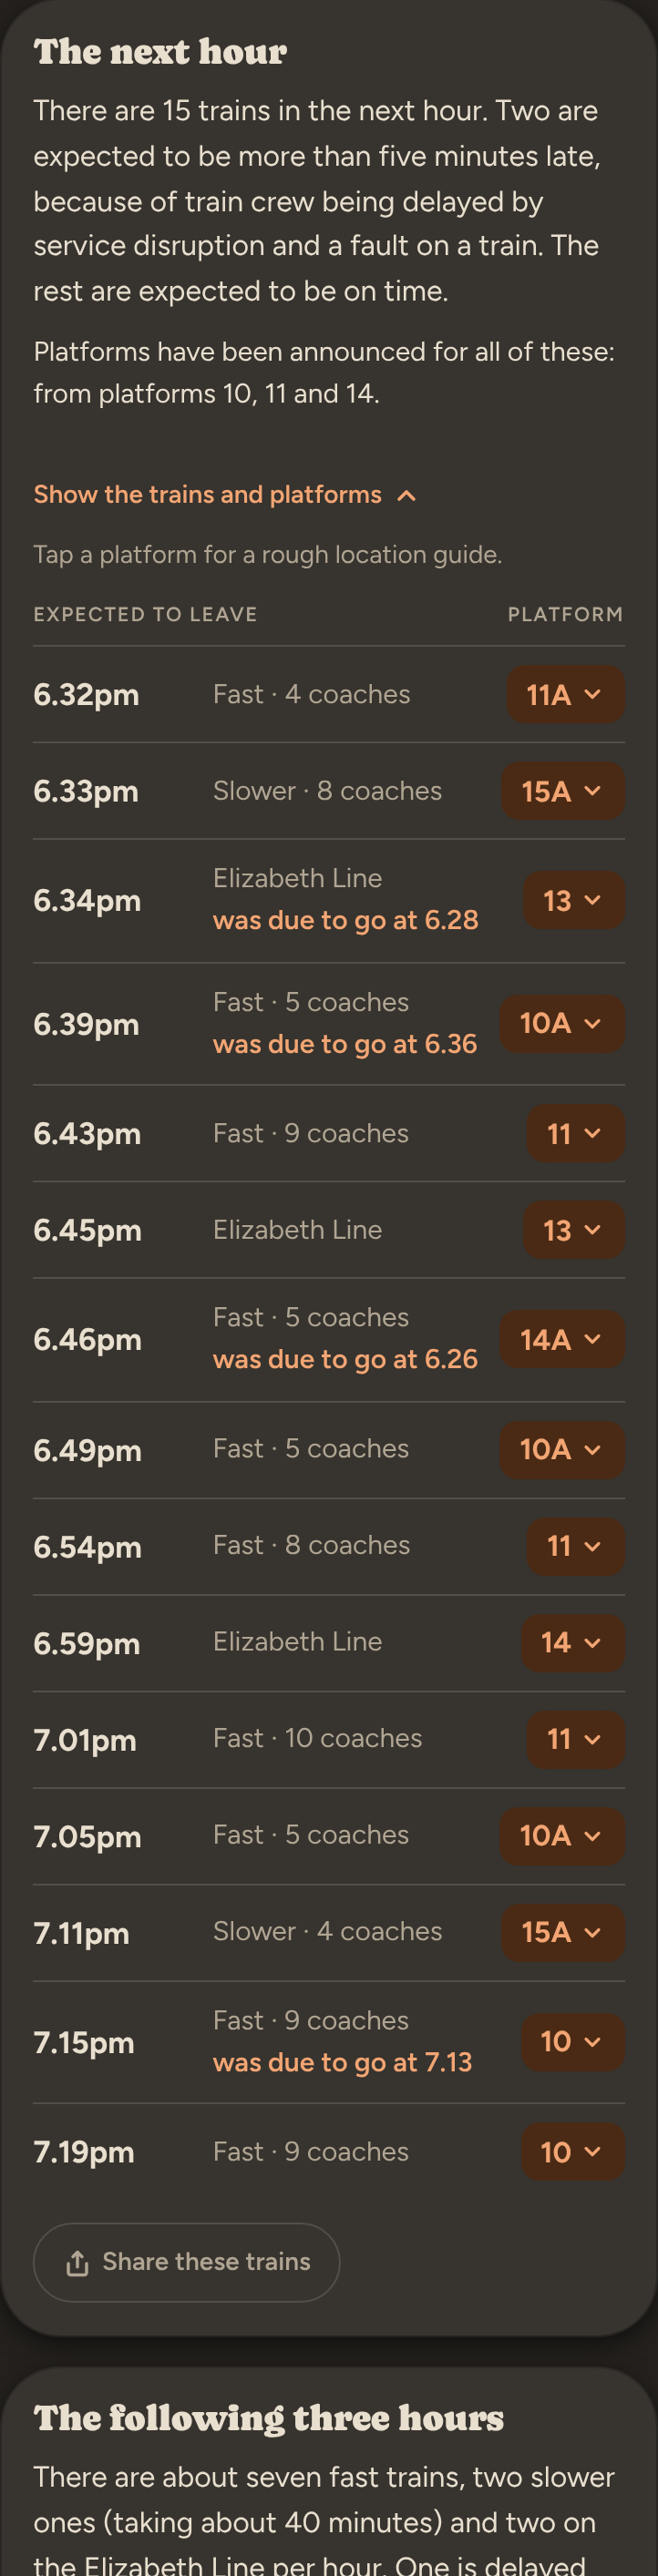 The next hour
There are 15 trains in the next hour. Two are
expected to be more than five minutes late,
because of train crew being delayed by
service disruption and a fault on a train. The
rest are expected to be on time.
Platforms have been announced for all of these:
from platforms 10, 11 and 14.
Show the trains and platforms
Tap a platform for a rough location guide.
EXPECTED TO LEAVE PLATFORM
6.32pm Fast · 4 coaches 11A
6.33pm Slower · 8 coaches 15A
6.34pm Elizabeth Line 13
was due to go at 6.28
6.39pm Fast · 5 coaches 10A
was due to go at 6.36
6.43pm Fast · 9 coaches 11
6.45pm Elizabeth Line 13
6.46pm Fast · 5 coaches 14A
was due to go at 6.26
6.49pm Fast · 5 coaches 10A
6.54pm Fast · 8 coaches 11
6.59pm Elizabeth Line 14
7.01pm Fast · 10 coaches 11
7.05pm Fast · 5 coaches 10A
7.11pm Slower · 4 coaches 15A
7.15pm Fast · 9 coaches 10
was due to go at 7.13
7.19pm Fast · 9 coaches 10
Share these trains
The following three hours
There are about seven fast trains, two slower
ones (taking about 40 minutes) and two on
the Elizabeth Line per hour. One is delayed